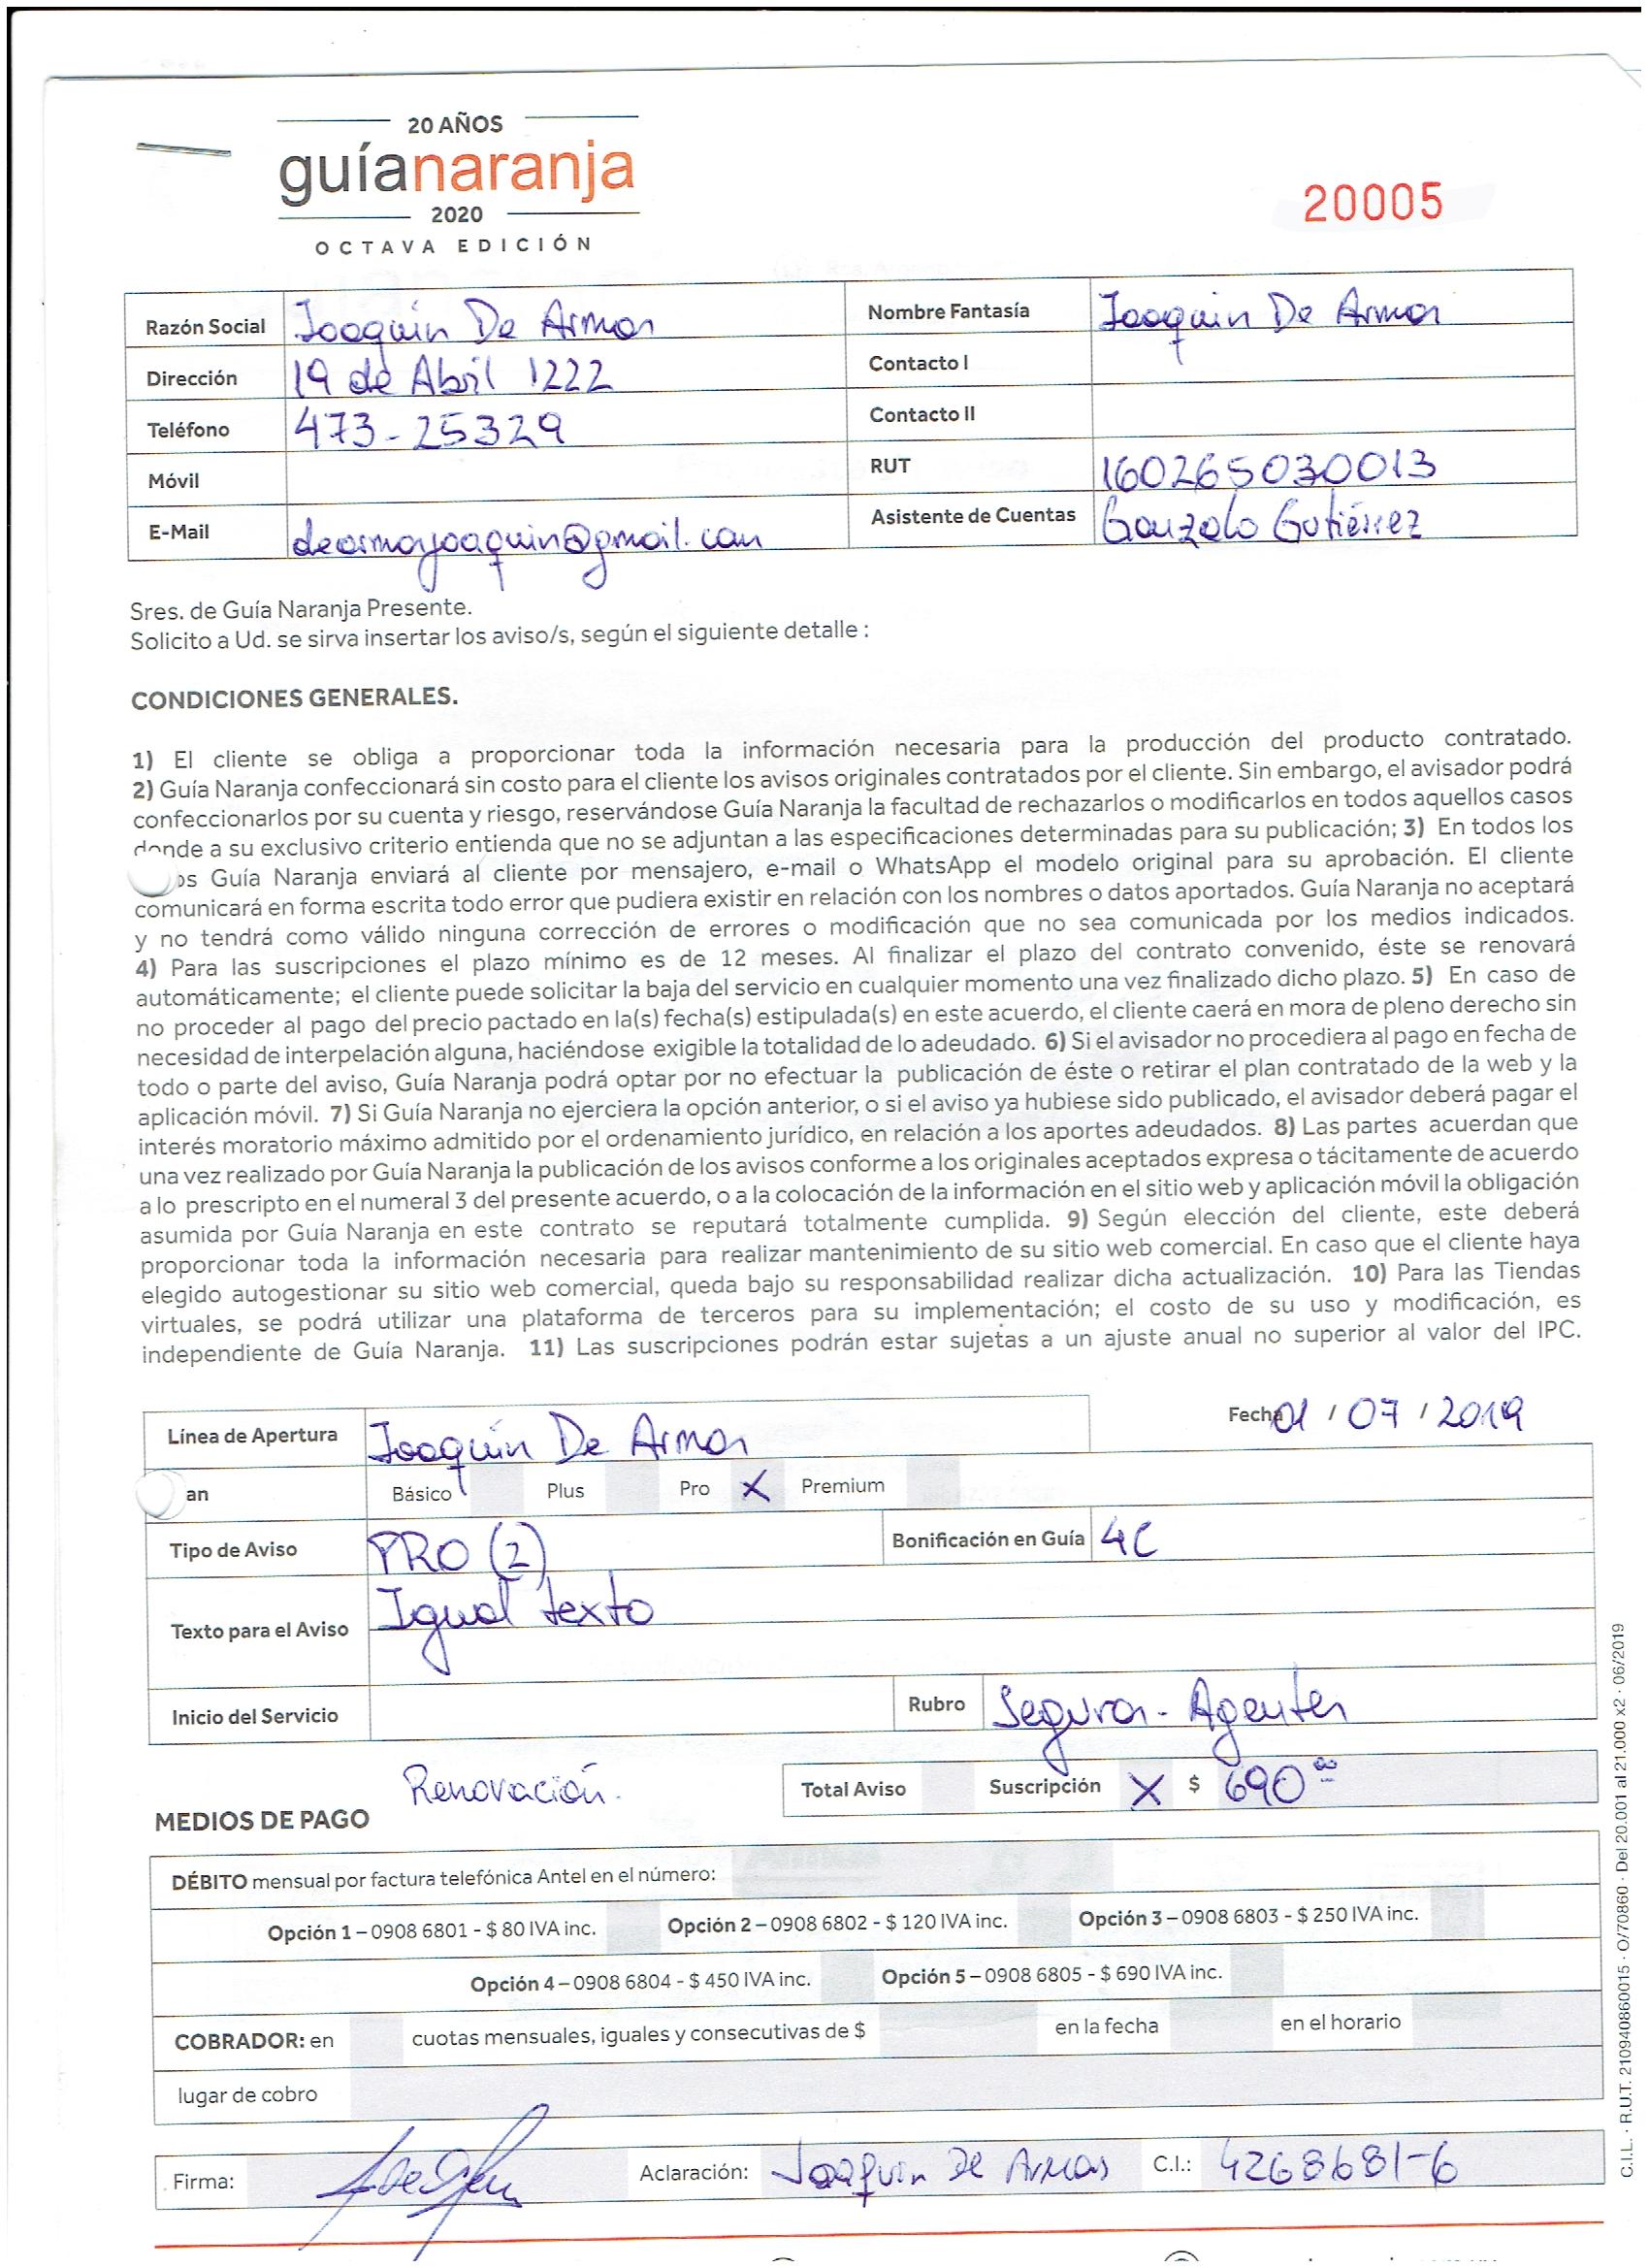 20 AÑOS
guíanaranja
2020
OCTAVA EDICIÓN
20005
Razón Social Joaquín De Armas Nombre Fantasía Joaquin De Armas
Dirección 19 de Abril 1222 Contacto I
Teléfono 473-25329 Contacto II
Móvil RUT 160265030013
E-Mail dearmasjoaquin@gmail.com Asistente de Cuentas Gonzalo Gutiérrez
Sres. de Guía Naranja Presente.
Solicito a Ud. se sirva insertar los aviso/s, según el siguiente detalle :
CONDICIONES GENERALES.
1) El cliente se obliga a proporcionar toda la información necesaria para la producción del producto contratado.
2) Guía Naranja confeccionará sin costo para el cliente los avisos originales contratados por el cliente. Sin embargo, el avisador podrá
confeccionarlos por su cuenta y riesgo, reservándose Guía Naranja la facultad de rechazarlos o modificarlos en todos aquellos casos
donde a su exclusivo criterio entienda que no se adjuntan a las especificaciones determinadas para su publicación; 3) En todos los
os Guía Naranja enviará al cliente por mensajero, e-mail o WhatsApp el modelo original para su aprobación. El cliente
comunicará en forma escrita todo error que pudiera existir en relación con los nombres o datos aportados. Guía Naranja no aceptará
y no tendrá como válido ninguna corrección de errores o modificación que no sea comunicada por los medios indicados.
4) Para las suscripciones el plazo mínimo es de 12 meses. Al finalizar el plazo del contrato convenido, éste se renovará
automáticamente; el cliente puede solicitar la baja del servicio en cualquier momento una vez finalizado dicho plazo. 5) En caso de
no proceder al pago del precio pactado en la(s) fecha(s) estipulada(s) en este acuerdo, el cliente caerá en mora de pleno derecho sin
necesidad de interpelación alguna, haciéndose exigible la totalidad de lo adeudado. 6) Si el avisador no procediera al pago en fecha de
todo o parte del aviso, Guía Naranja podrá optar por no efectuar la publicación de éste o retirar el plan contratado de la web y la
aplicación móvil. 7) Si Guía Naranja no ejerciera la opción anterior, o si el aviso ya hubiese sido publicado, el avisador deberá pagar el
interés moratorio máximo admitido por el ordenamiento jurídico, en relación a los aportes adeudados. 8) Las partes acuerdan que
una vez realizado por Guía Naranja la publicación de los avisos conforme a los originales aceptados expresa o tácitamente de acuerdo
a lo prescripto en el numeral 3 del presente acuerdo, o a la colocación de la información en el sitio web y aplicación móvil la obligación
asumida por Guía Naranja en este contrato se reputará totalmente cumplida. 9) Según elección del cliente, este deberá
proporcionar toda la información necesaria para realizar mantenimiento de su sitio web comercial. En caso que el cliente haya
elegido autogestionar su sitio web comercial, queda bajo su responsabilidad realizar dicha actualización. 10) Para las Tiendas
virtuales, se podrá utilizar una plataforma de terceros para su implementación; el costo de su uso y modificación, es
independiente de Guía Naranja. 11) Las suscripciones podrán estar sujetas a un ajuste anual no superior al valor del IPC.
Línea de Apertura Joaquín De Armas Fecha 01 / 07 / 2019
an Básico Plus Pro X Premium
Tipo de Aviso PRO (2) Bonificación en Guía 4C
Texto para el Aviso Igual texto
Inicio del Servicio Rubro Seguros - Agentes
Renovación. Total Aviso Suscripción X $ 690 00
MEDIOS DE PAGO
DÉBITO mensual por factura telefónica Antel en el número:
Opción 1 – 0908 6801 - $ 80 IVA inc. Opción 2 – 0908 6802 - $ 120 IVA inc. Opción 3 – 0908 6803 - $ 250 IVA inc.
Opción 4 – 0908 6804 - $ 450 IVA inc. Opción 5 – 0908 6805 - $ 690 IVA inc.
COBRADOR: en cuotas mensuales, iguales y consecutivas de $ en la fecha en el horario
lugar de cobro
Firma: Aclaración: Joaquin De Armas C.I.: 4268681-6
C.I.L. · R.U.T. 210940860015 · O/70860 · Del 20.001 al 21.000 x2 · 06/2019